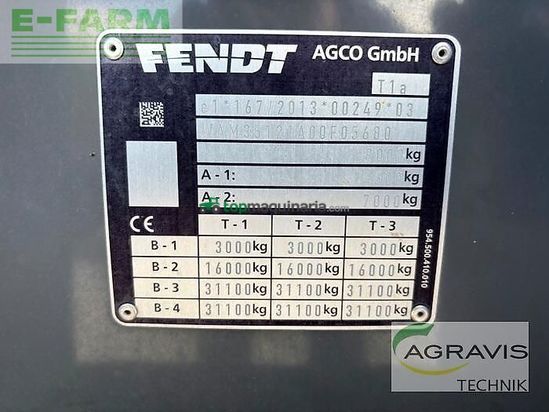 E-FARM
FENDT AGCO GmbH
T1a
e1*167/2013*00249*03
kg
A - 1: kg
A - 2: 7000kg
topmaquinaria.com
CE T - 1 T - 2 T - 3
B - 1 3000kg 3000kg 3000kg
B - 2 16000kg 16000kg 16000kg
B - 3 31100kg 31100kg 31100kg
B - 4 31100kg 31100kg 31100kg
954.500.410.010
AGRAVIS
TECHNIK